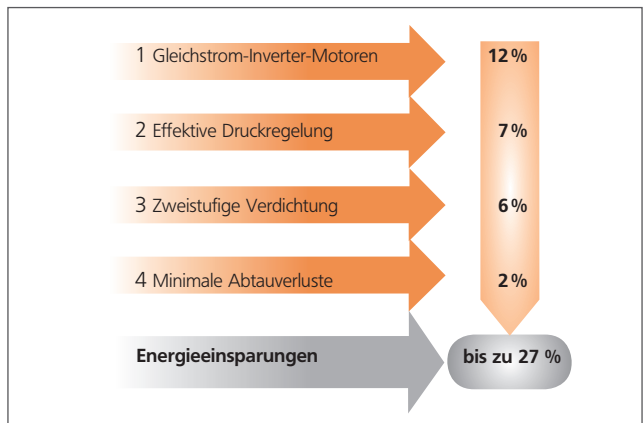 1 Gleichstrom-Inverter-Motoren 12 %
2 Effektive Druckregelung 7 %
3 Zweistufige Verdichtung 6 %
4 Minimale Abtauverluste 2 %
Energieeinsparungen bis zu 27 %